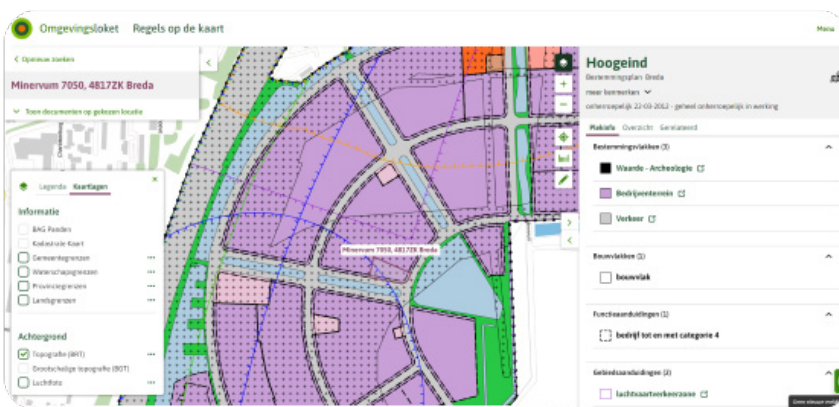 Omgevingsloket Regels op de kaart
Menu
Opnieuw zoeken
Minervum 7050, 4817ZK Breda
Toon documenten op gekozen locatie
Legenda Kaartlagen
Informatie
BAG Panden
Kadastrale Kaart
Gemeentegrenzen
Waterschapsgrenzen
Provinciegrenzen
Landsgrenzen
Achtergrond
Topografie (BRT)
Grootschalige topografie (BGT)
Luchtfoto
Minervum 7050, 4817ZK Breda
Hoogeind
Bestemmingsplan Breda
meer kenmerken
onherroepelijk 22-03-2012 - geheel onherroepelijk in werking
Plekinfo Overzicht Gerelateerd
Bestemmingsvlakken (3)
Waarde - Archeologie
Bedrijventerrein
Verkeer
Bouwvlakken (1)
bouwvlak
Functieaanduidingen (1)
bedrijf tot en met categorie 4
Gebiedsaanduidingen (2)
luchtvaartverkeerzone